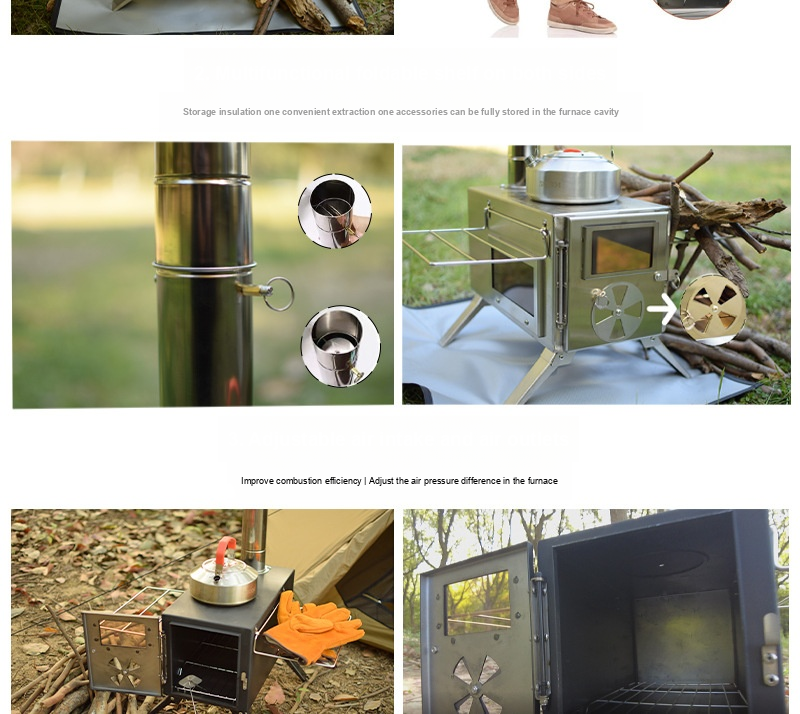 Storage insulation one convenient extraction one accessories can be fully stored in the furnace cavity
Improve combustion efficiency | Adjust the air pressure difference in the furnace